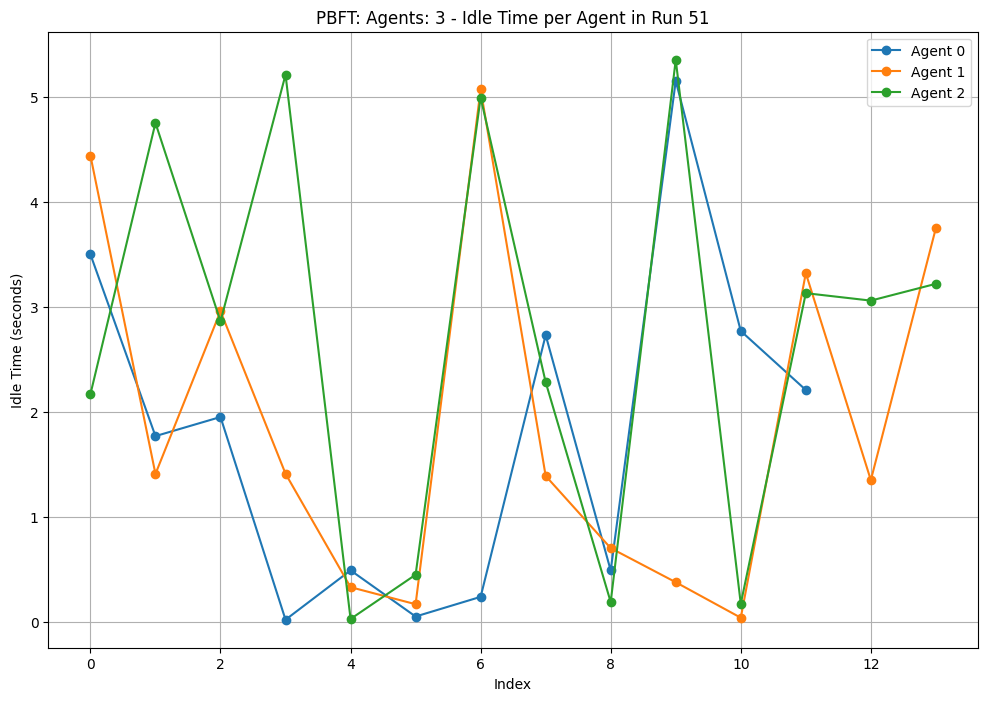 PBFT: Agents: 3 - Idle Time per Agent in Run 51
Agent 0
Agent 1
Agent 2
Idle Time (seconds)
5
4
3
2
1
0
0 2 4 6 8 10 12
Index